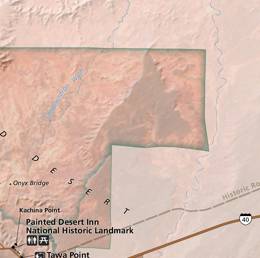 D
E
D E S E R T
Onyx Bridge
Kachina Point
Painted Desert Inn
National Historic Landmark
Tawa Point
Historic Ro
40